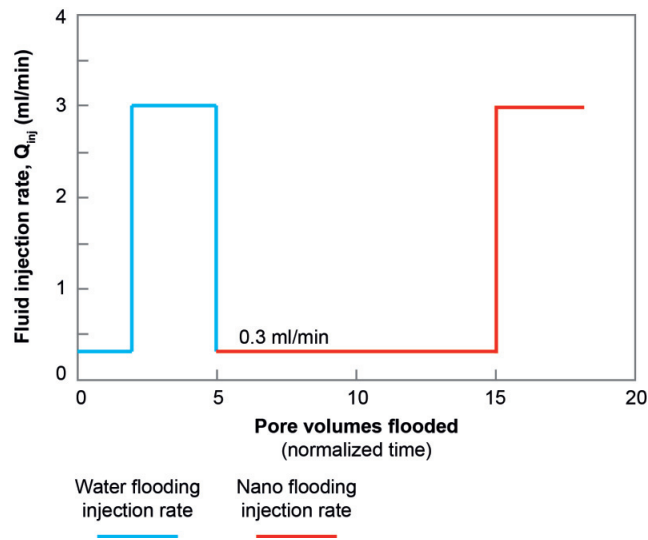 4
3
2
1
0
Fluid injection rate, Qinj (ml/min)
0.3 ml/min
0 5 10 15 20
Pore volumes flooded
(normalized time)
Water flooding
injection rate
Nano flooding
injection rate